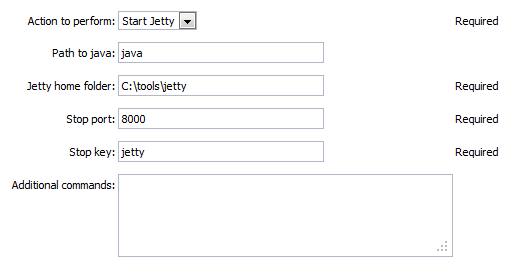 Action to perform: Start Jetty Required
Path to java: java
Jetty home folder: C:\tools\jetty Required
Stop port: 8000 Required
Stop key: jetty Required
Additional commands: